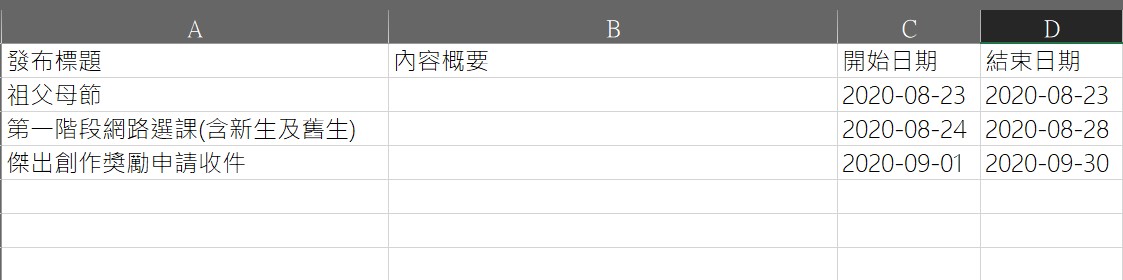 A B C D
發布標題 內容概要 開始日期 結束日期
祖父母節 2020-08-23 2020-08-23
第一階段網路選課(含新生及舊生) 2020-08-24 2020-08-28
傑出創作獎勵申請收件 2020-09-01 2020-09-30